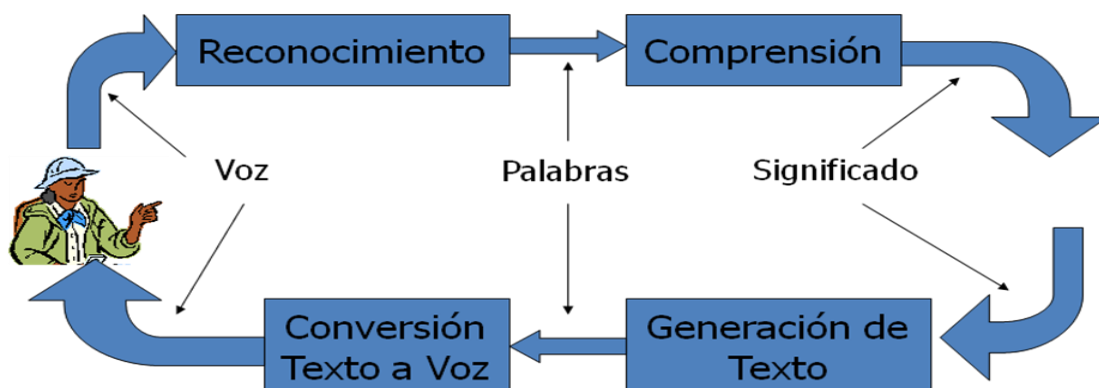 Reconocimiento
Comprensión
Voz
Palabras
Significado
Conversión
Texto a Voz
Generación de
Texto